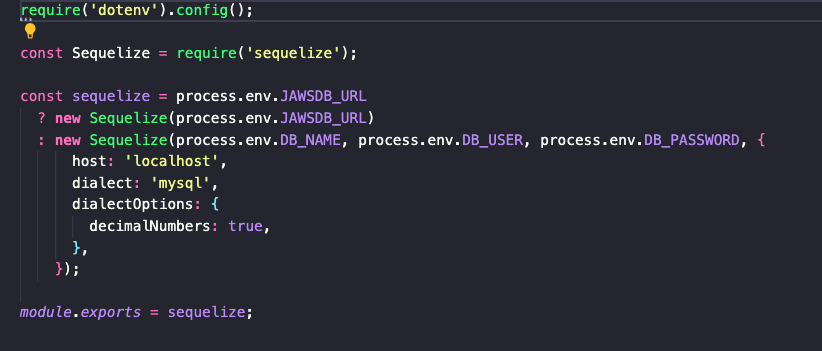 require('dotenv').config();
const Sequelize = require('sequelize');
const sequelize = process.env.JAWSDB_URL
? new Sequelize(process.env.JAWSDB_URL)
: new Sequelize(process.env.DB_NAME, process.env.DB_USER, process.env.DB_PASSWORD, {
host: 'localhost',
dialect: 'mysql',
dialectOptions: {
decimalNumbers: true,
},
});
module.exports = sequelize;